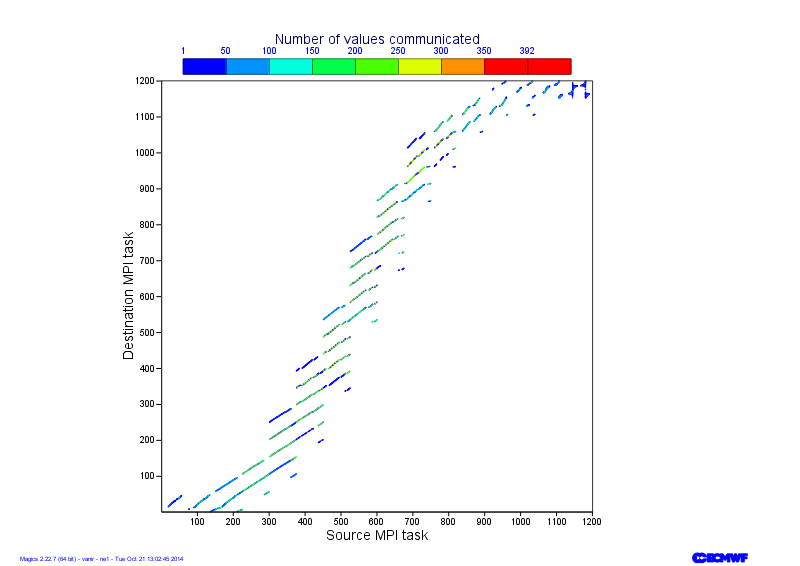 Number of values communicated
1 50 100 150 200 250 300 350 392
1200
1100
1000
900
800
700
600
500
400
300
200
100
Destination MPI task
100 200 300 400 500 600 700 800 900 1000 1100 1200
Source MPI task
Magics 2.22.7 (64 bit) - vanir - ne1 - Tue Oct 21 13:02:45 2014
ECMWF